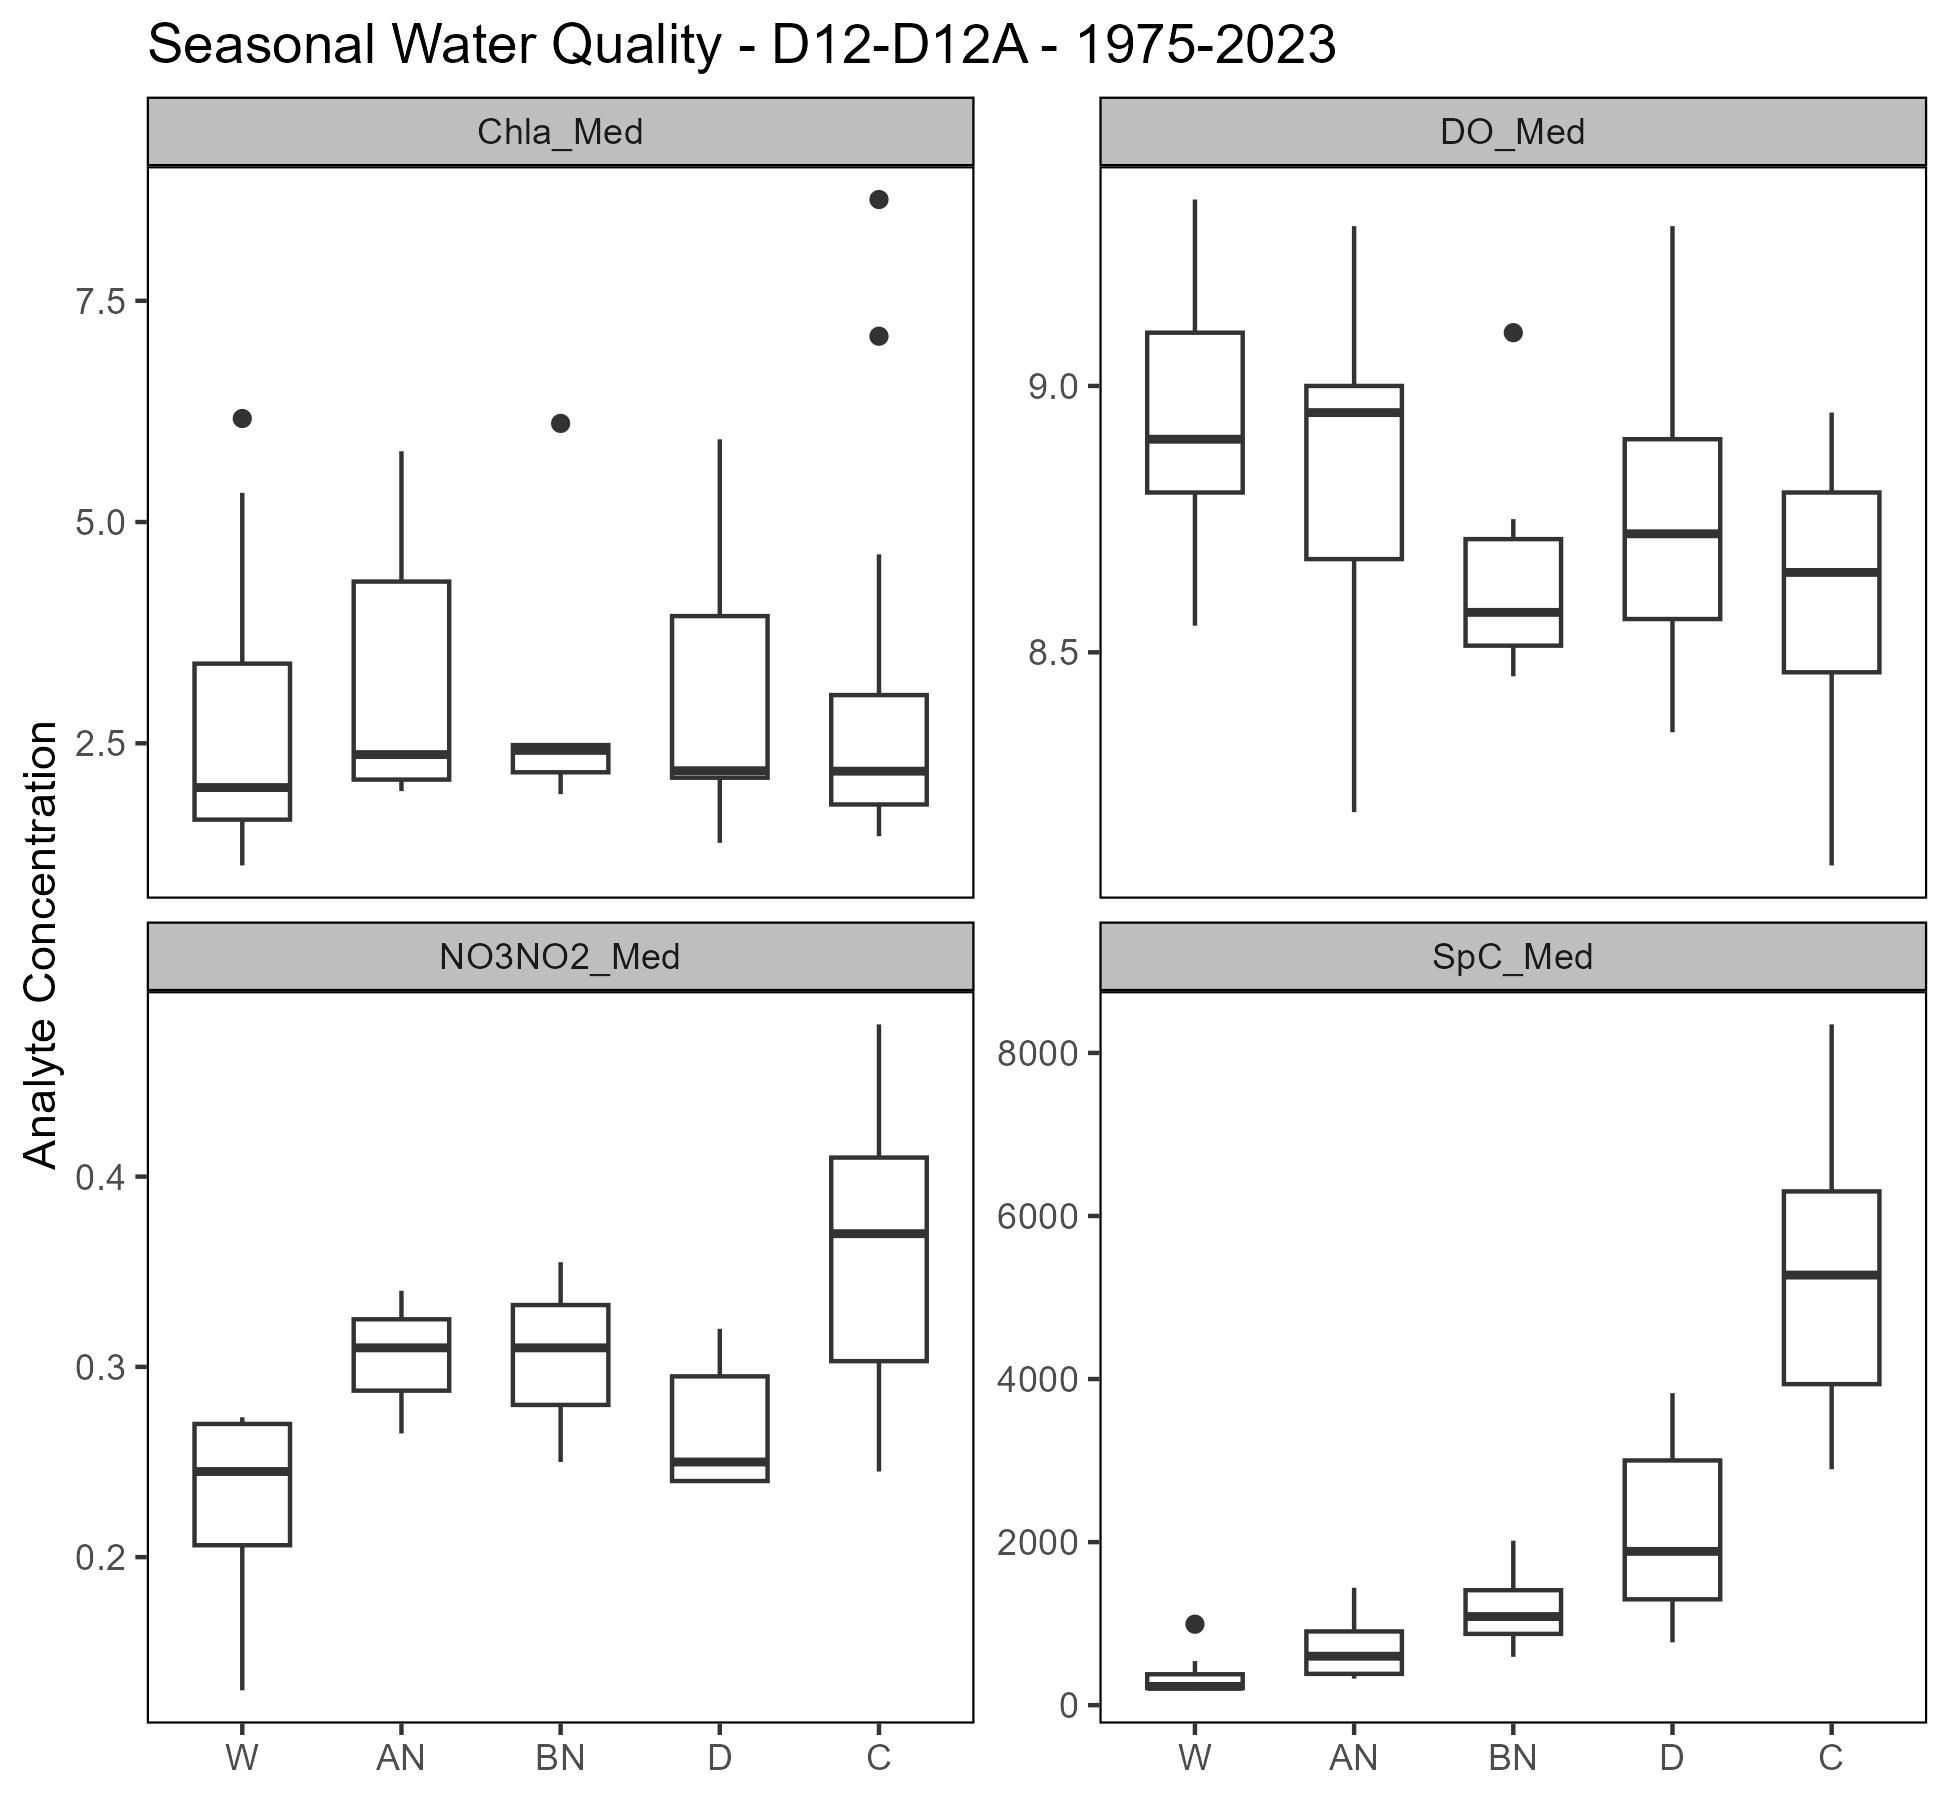 Seasonal Water Quality - D12-D12A - 1975-2023
Analyte Concentration
Chla_Med
7.5
5.0
2.5
DO_Med
9.0
8.5
NO3NO2_Med
0.4
0.3
0.2
W AN BN D C
SpC_Med
8000
6000
4000
2000
0
W AN BN D C